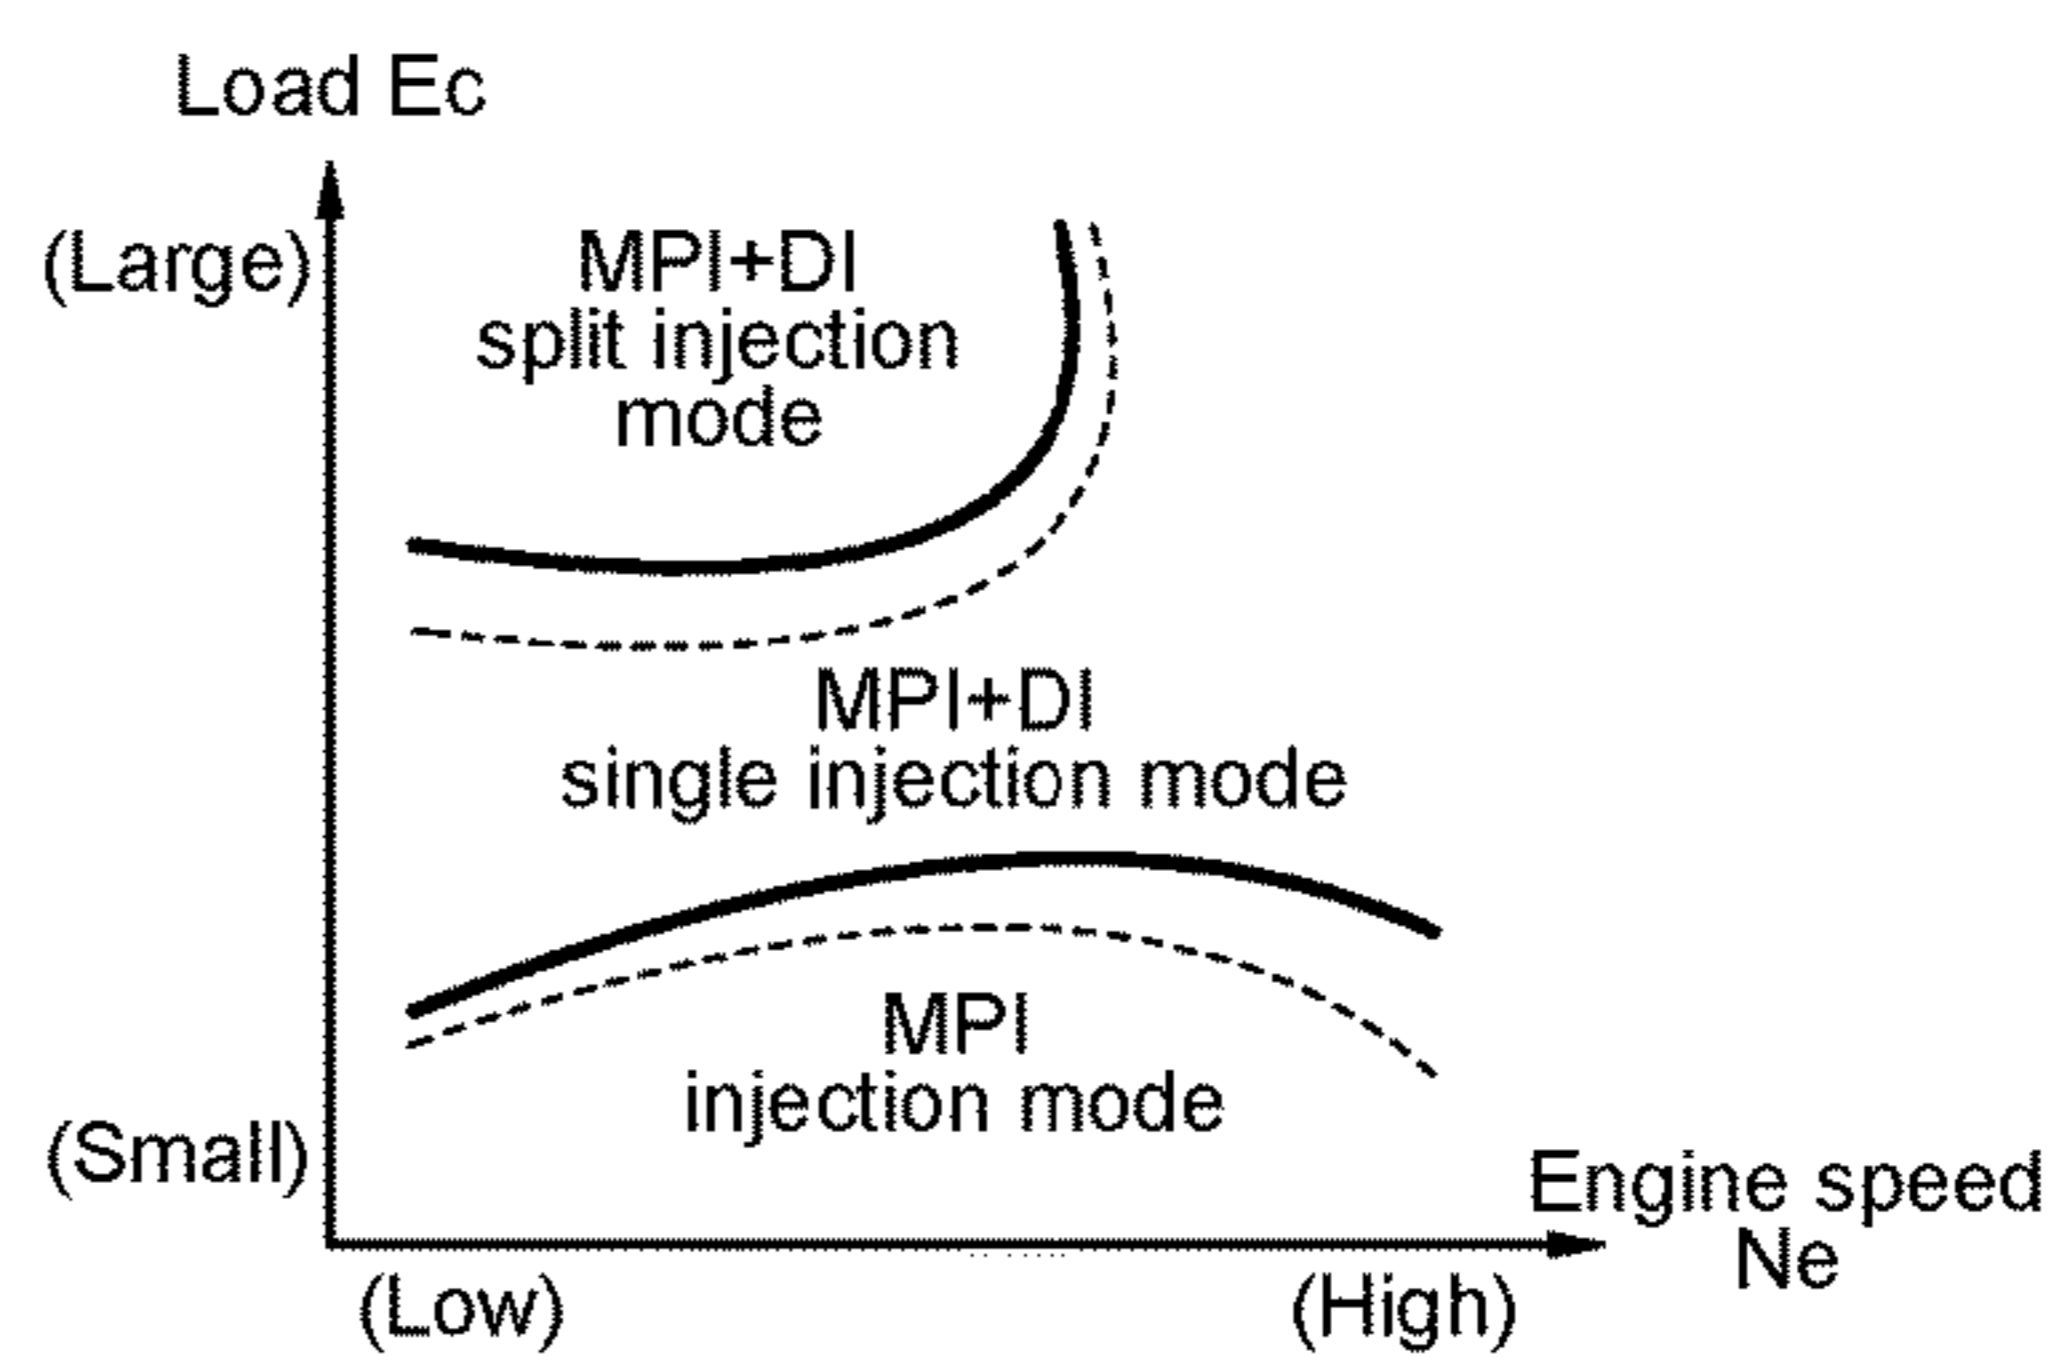 Load Ec
(Large)
MPI+DI
split injection
mode
MPI+DI
single injection mode
MPI
injection mode
(Small)
Engine speed
Ne
(Low)
(High)